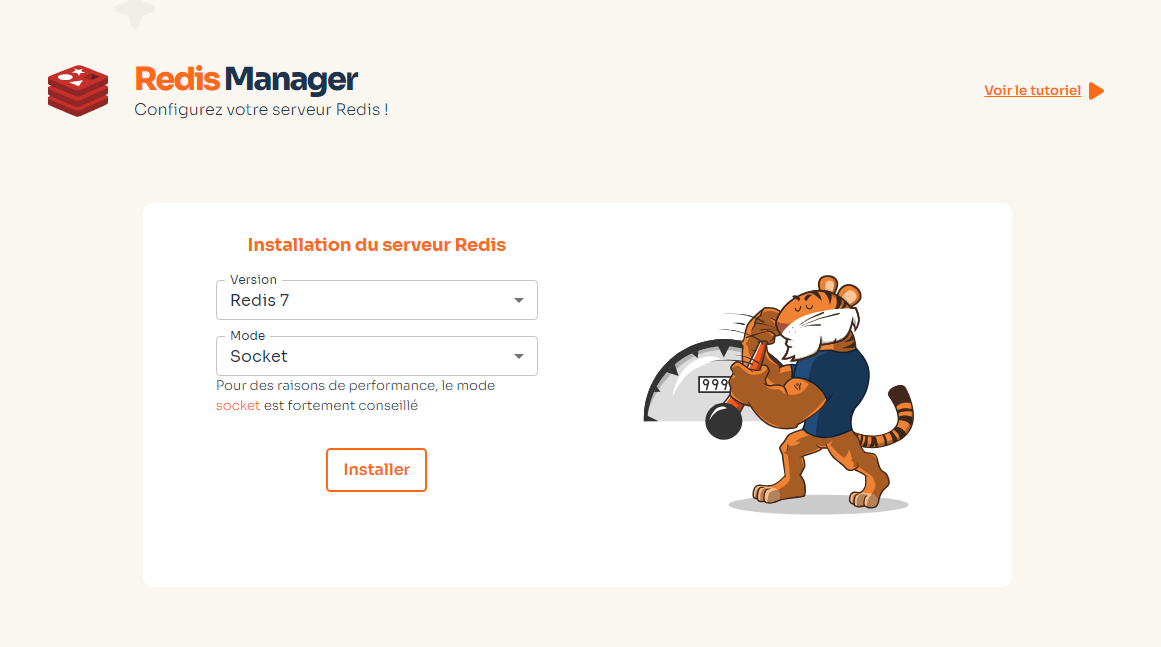 Redis Manager
Configurez votre serveur Redis !
Voir le tutoriel
Installation du serveur Redis
Version
Redis 7
Mode
Socket
Pour des raisons de performance, le mode
socket est fortement conseillé
Installer
999